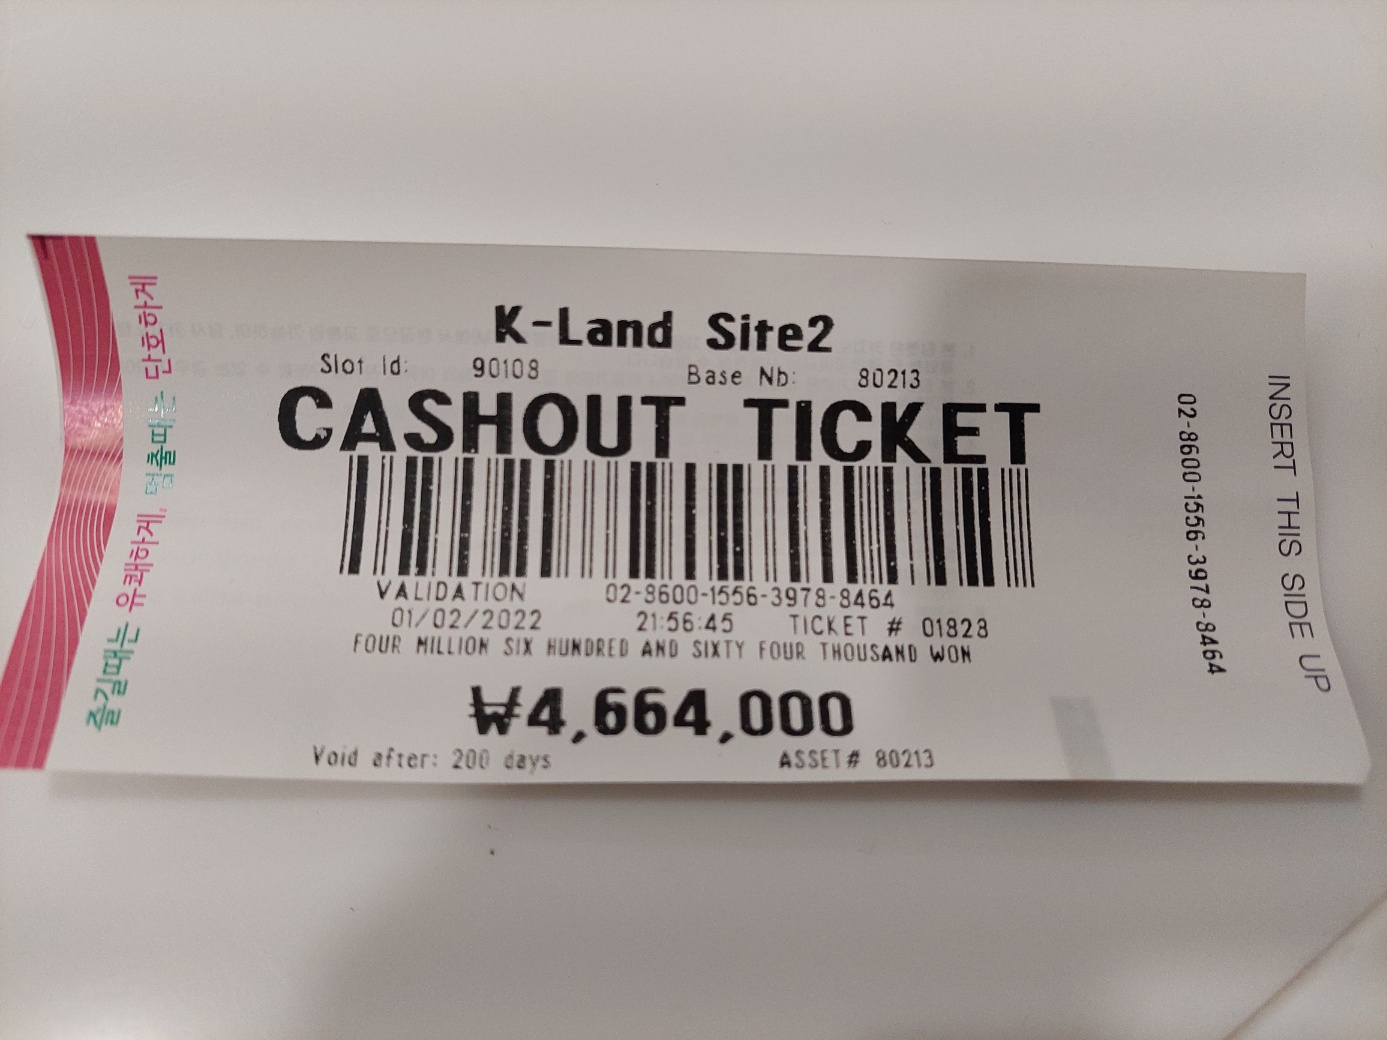 K-Land Site2
Slot Id: 90108 Base Nb: 80213
CASHOUT TICKET
VALIDATION 02-8600-1556-3978-8464
01/02/2022 21:56:45 TICKET # 01828
FOUR MILLION SIX HUNDRED AND SIXTY FOUR THOUSAND WON
₩4,664,000
Void after: 200 days ASSET# 80213
즐길때는 유쾌하게, 멈출때는 단호하게
02-8600-1556-3978-8464
INSERT THIS SIDE UP